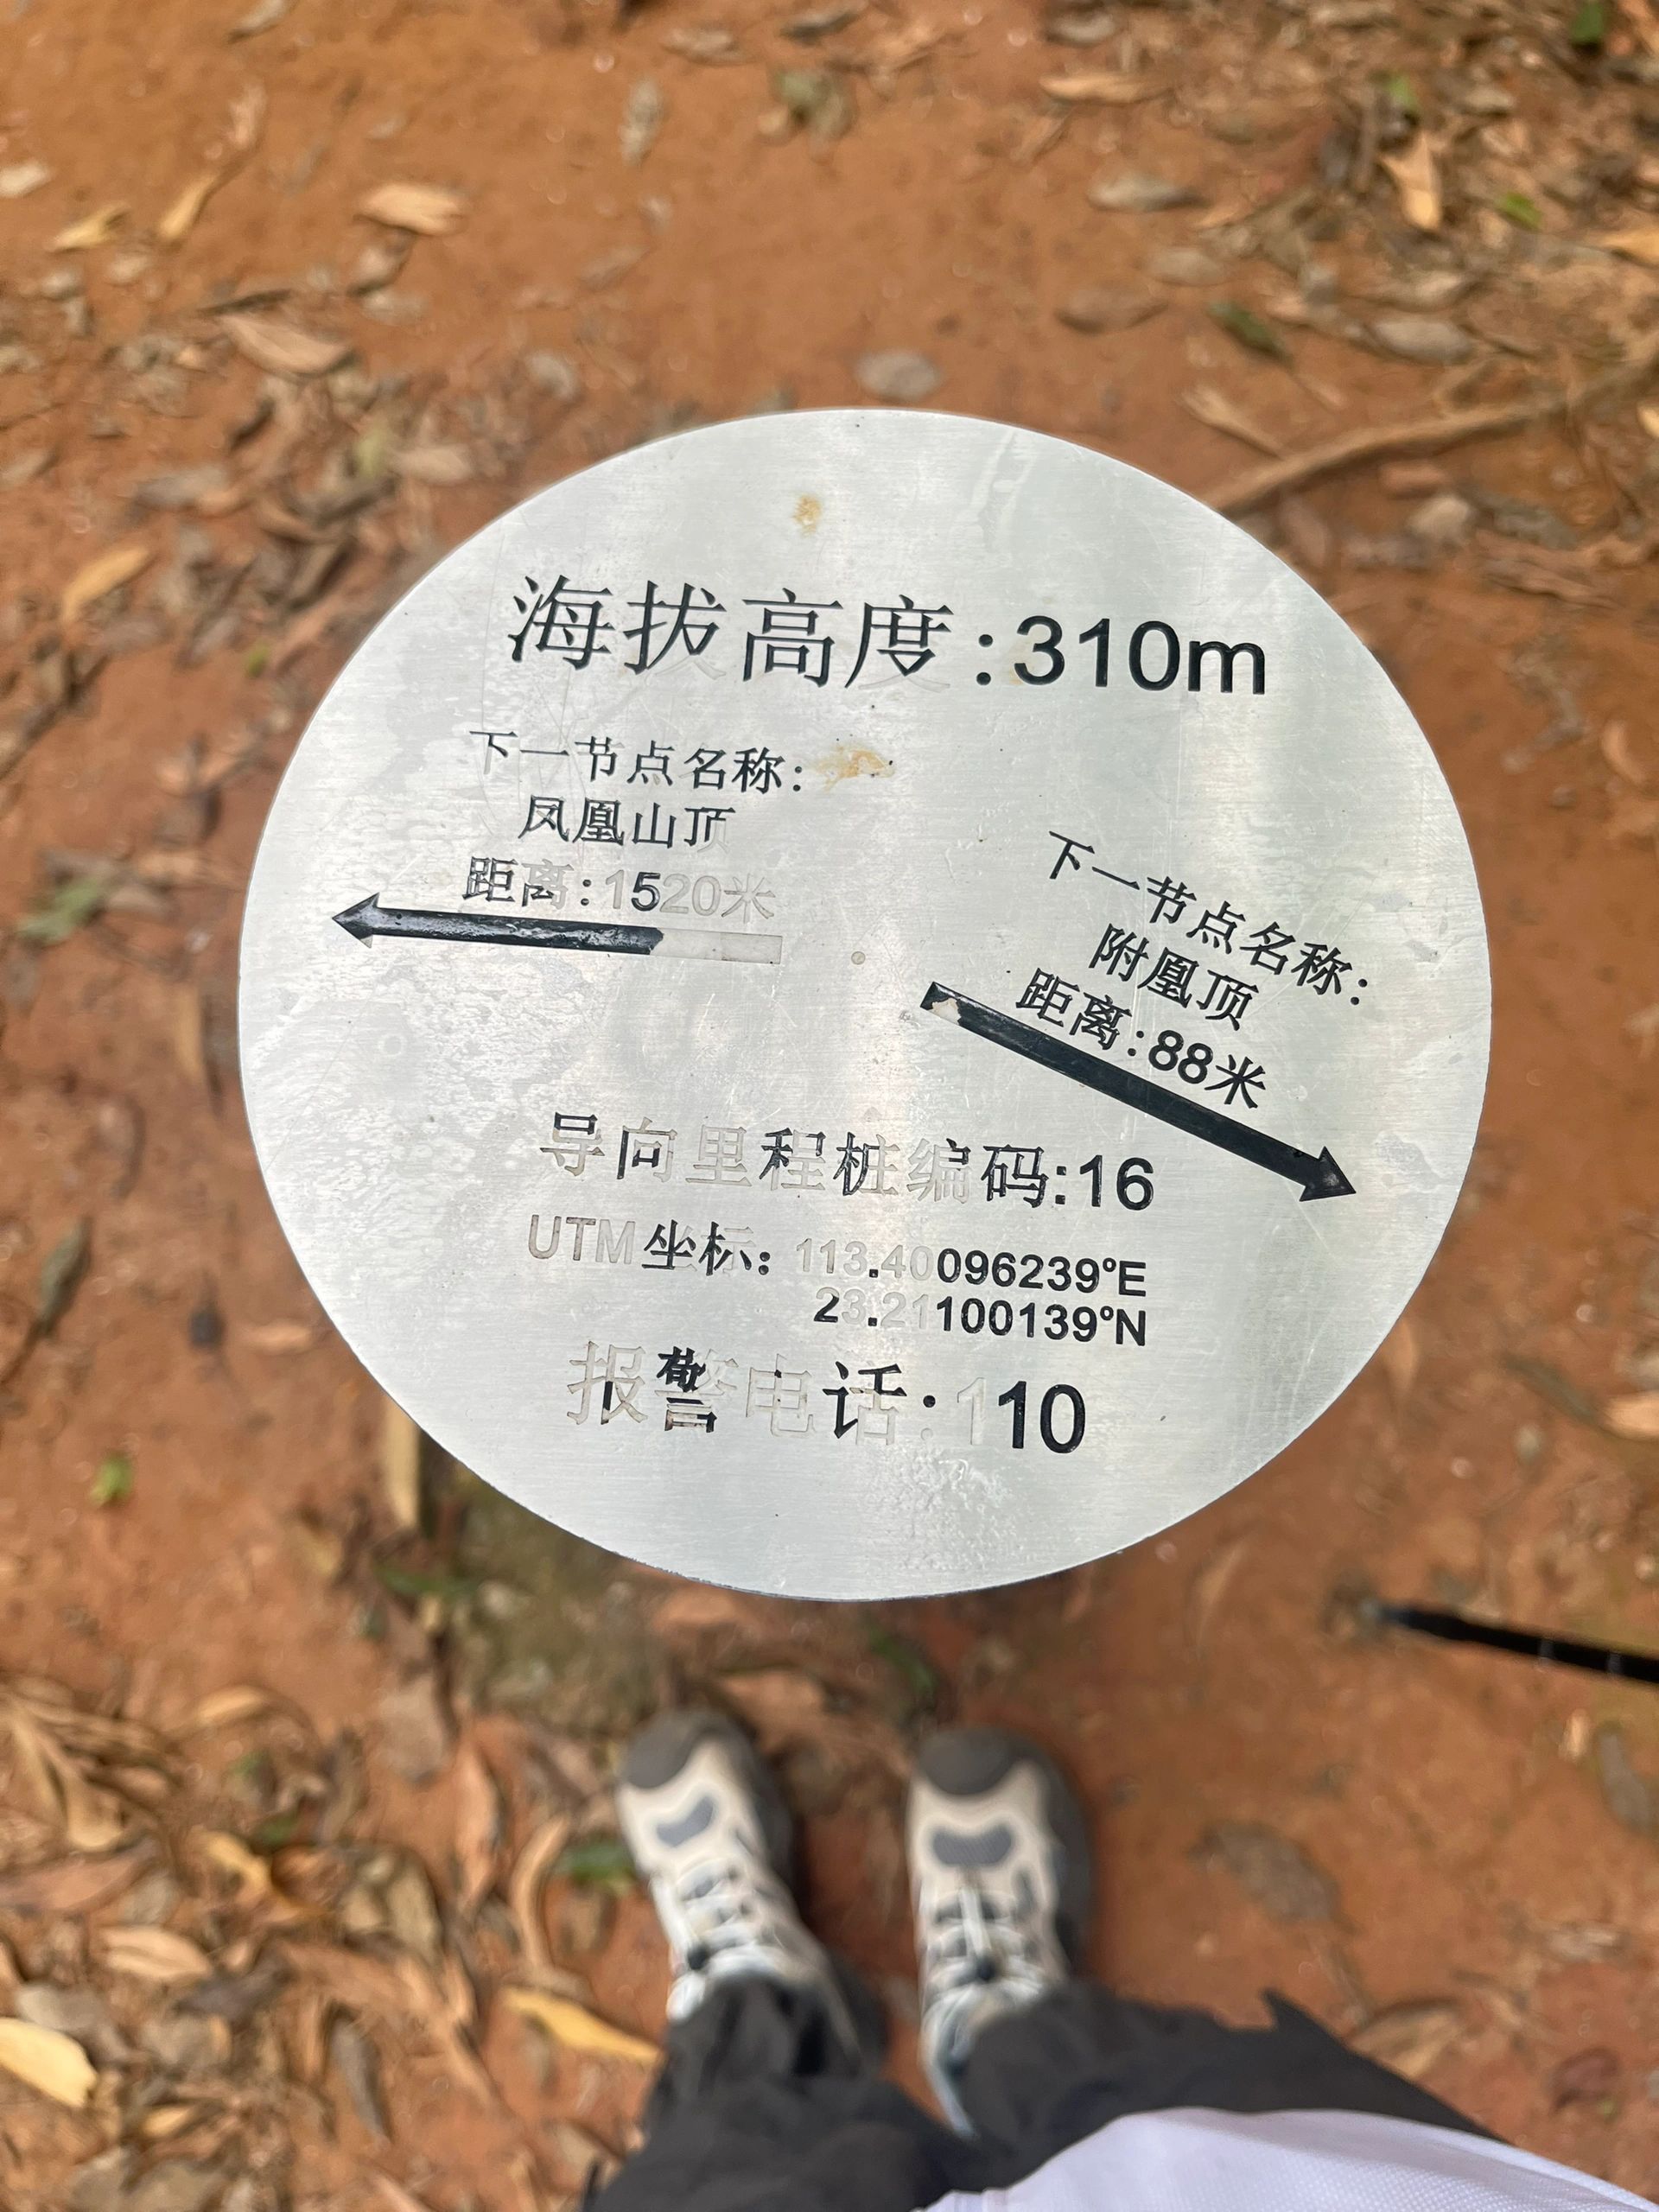 海拔高度:310m
下一节点名称:
凤凰山顶
距离:1520米
下一节点名称:
附凰顶
距离:88米
导向里程桩编码:16
UTM坐标: 113.40096239°E
23.21100139°N
报警电话:110